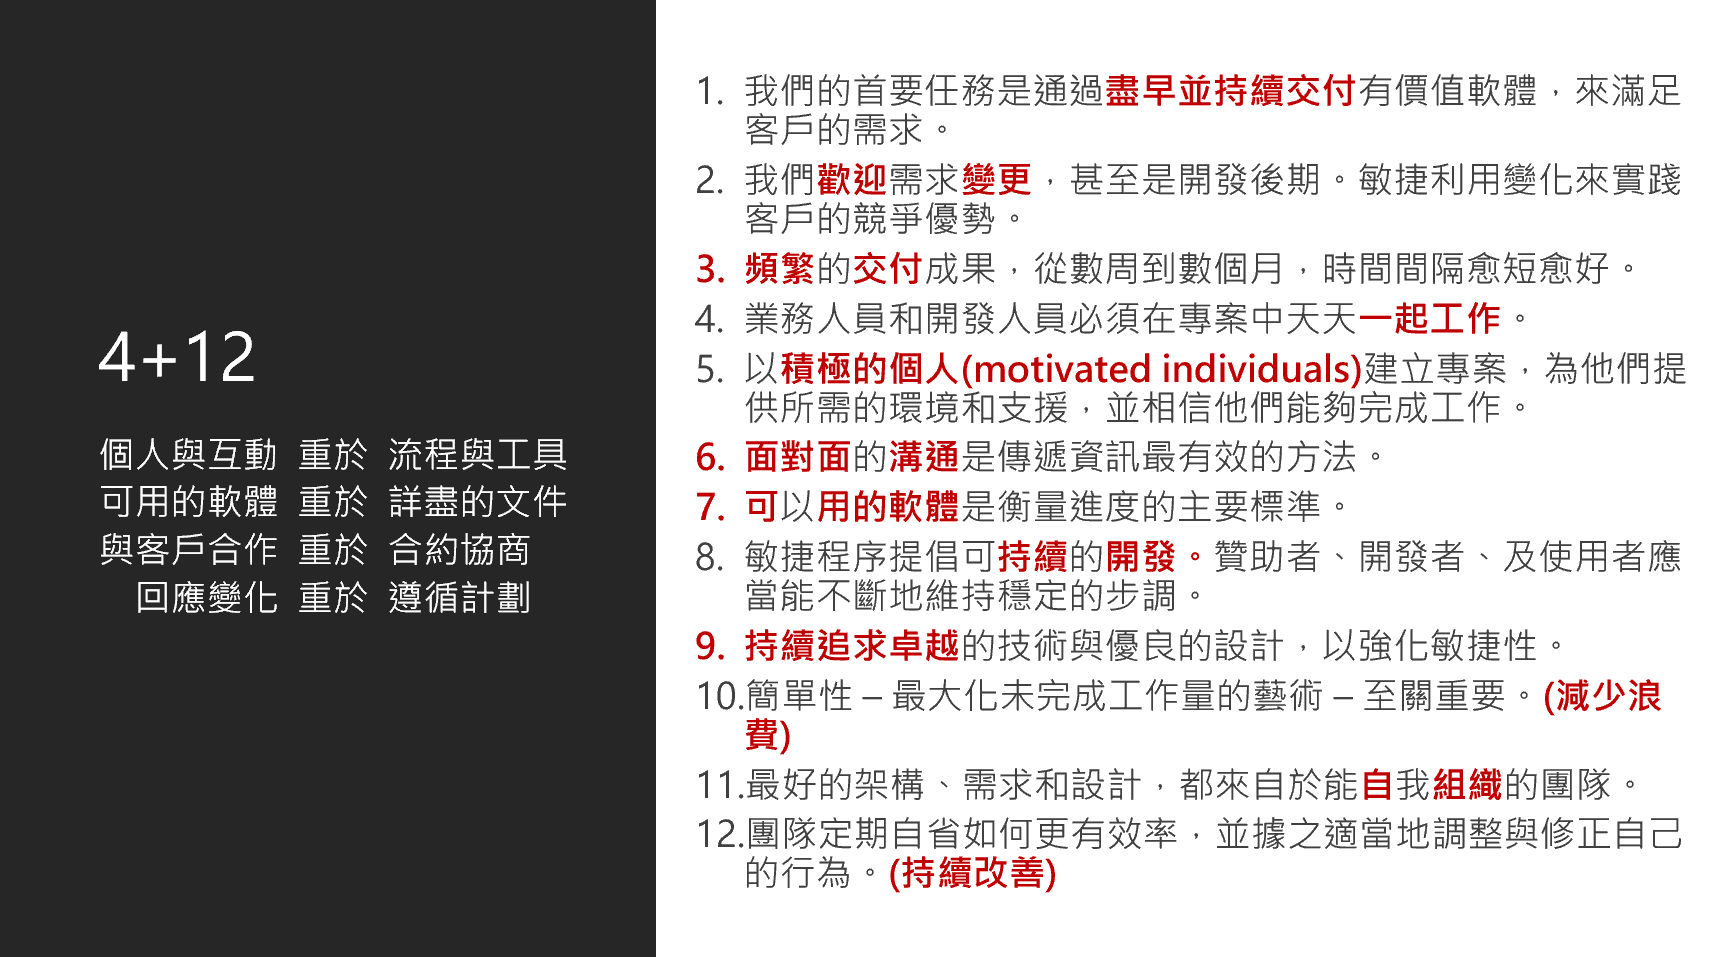 4+12
個人與互動 重於 流程與工具
可用的軟體 重於 詳盡的文件
與客戶合作 重於 合約協商
回應變化 重於 遵循計劃
1. 我們的首要任務是通過盡早並持續交付有價值軟體，來滿足
客戶的需求。
2. 我們歡迎需求變更，甚至是開發後期。敏捷利用變化來實踐
客戶的競爭優勢。
3. 頻繁的交付成果，從數周到數個月，時間間隔愈短愈好。
4. 業務人員和開發人員必須在專案中天天一起工作。
5. 以積極的個人(motivated individuals)建立專案，為他們提
供所需的環境和支援，並相信他們能夠完成工作。
6. 面對面的溝通是傳遞資訊最有效的方法。
7. 可以用的軟體是衡量進度的主要標準。
8. 敏捷程序提倡可持續的開發。贊助者、開發者、及使用者應
當能不斷地維持穩定的步調。
9. 持續追求卓越的技術與優良的設計，以強化敏捷性。
10.簡單性 – 最大化未完成工作量的藝術 – 至關重要。(減少浪
費)
11.最好的架構、需求和設計，都來自於能自我組織的團隊。
12.團隊定期自省如何更有效率，並據之適當地調整與修正自己
的行為。(持續改善)